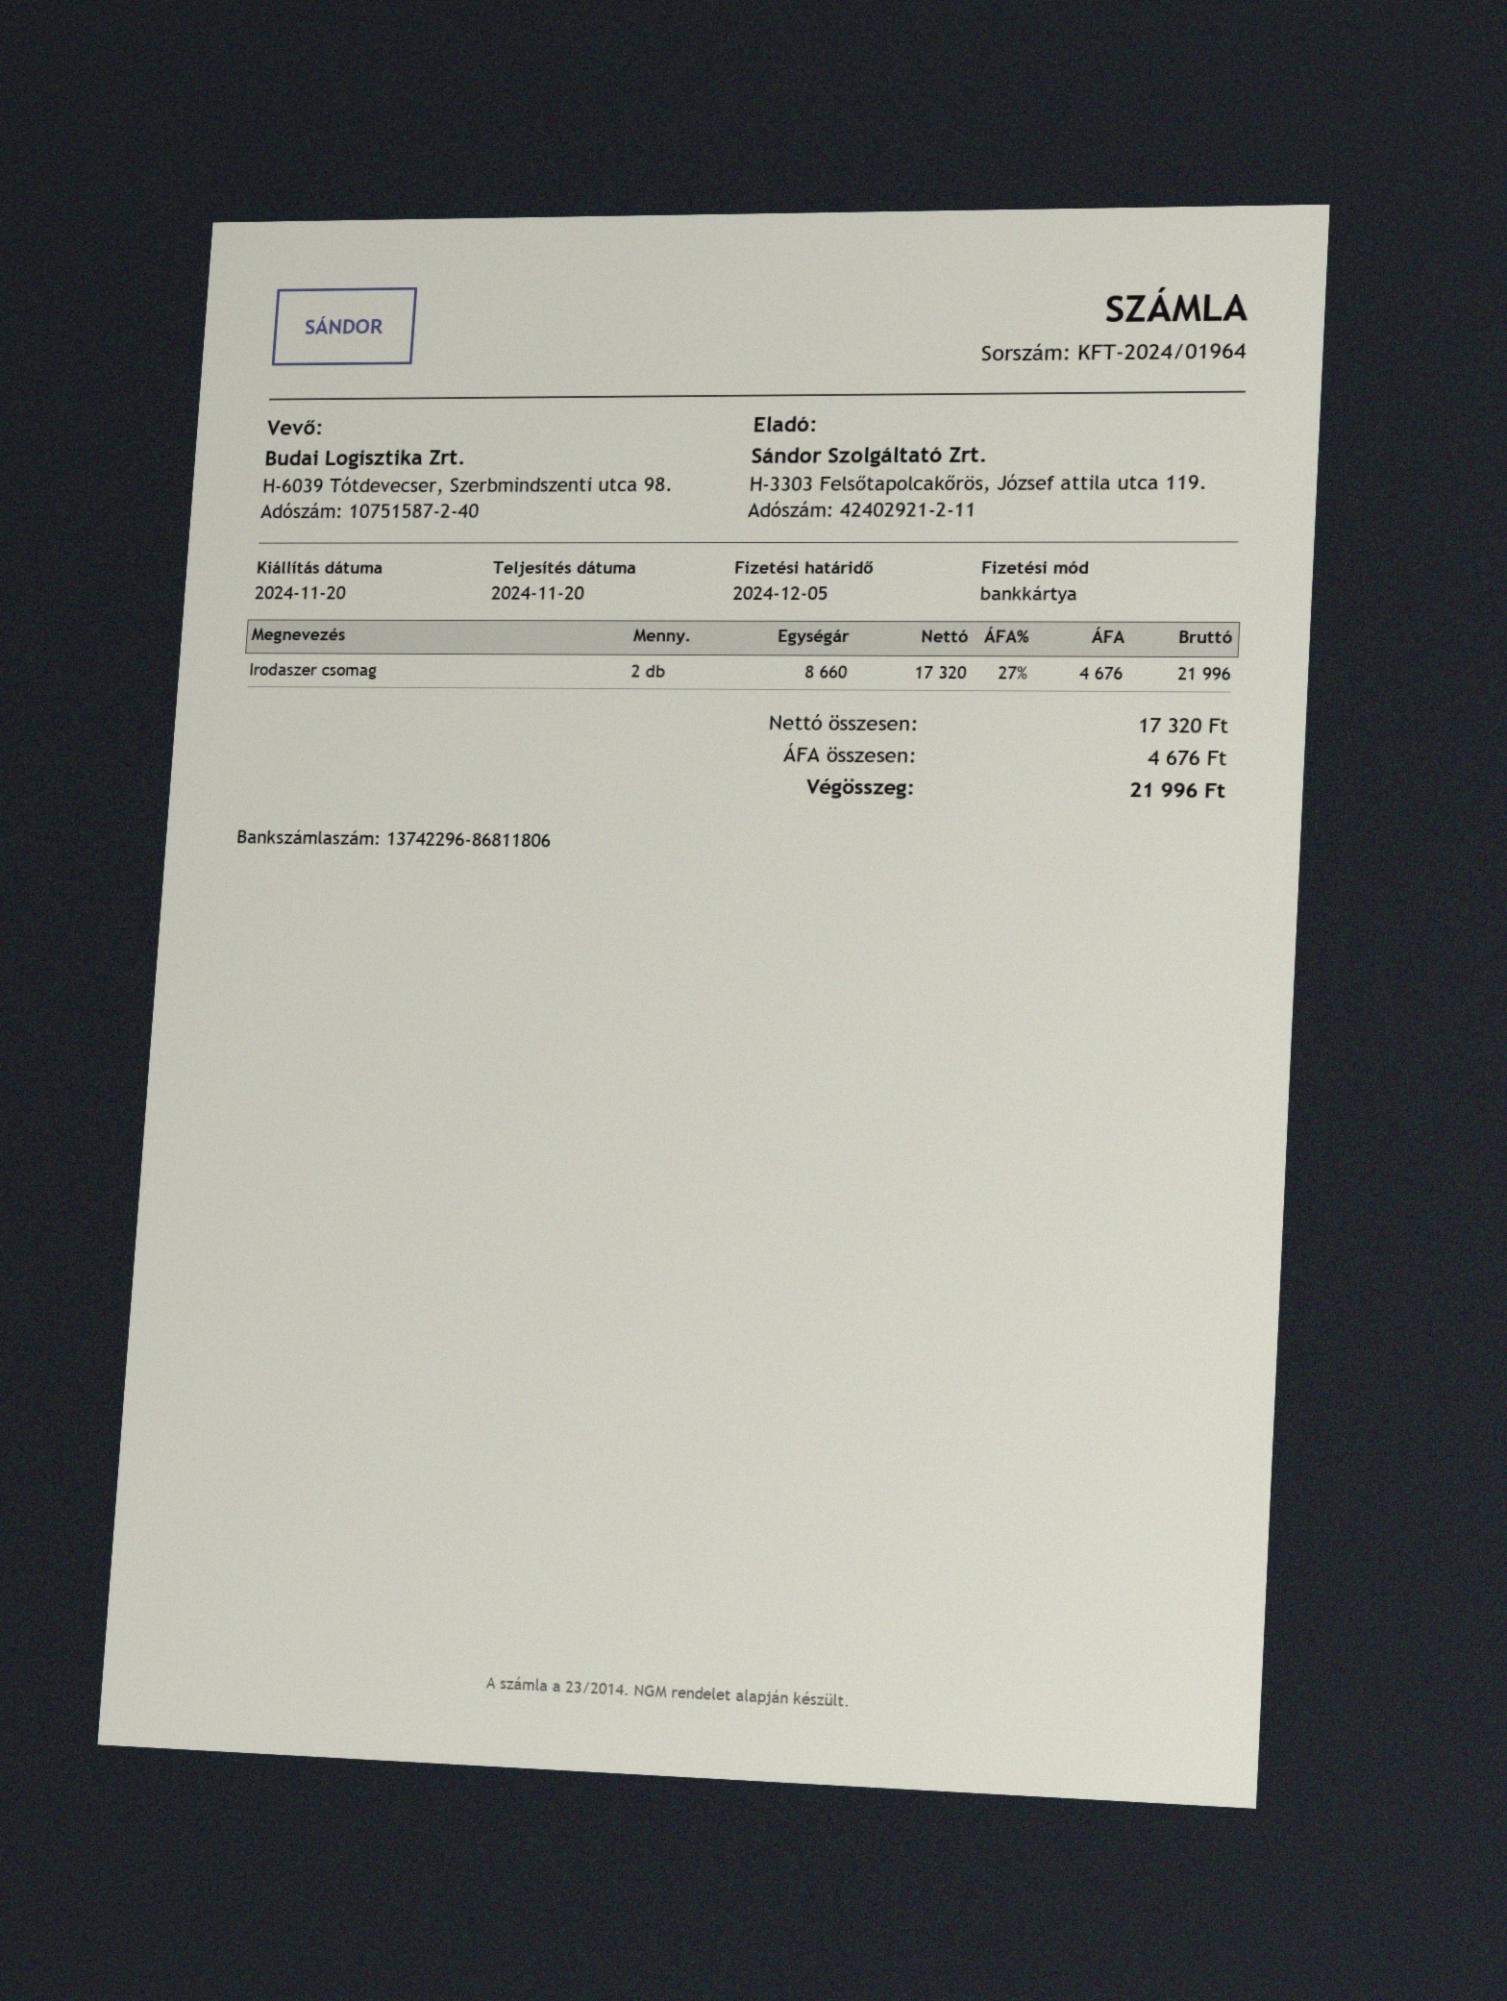 SÁNDOR
SZÁMLA
Sorszám: KFT-2024/01964
Vevő:
Budai Logisztika Zrt.
H-6039 Tótdevecser, Szerbmindszenti utca 98.
Adószám: 10751587-2-40
Eladó:
Sándor Szolgáltató Zrt.
H-3303 Felsőtapolcakőrös, József attila utca 119.
Adószám: 42402921-2-11
Kiállítás dátuma Teljesítés dátuma Fizetési határidő Fizetési mód
2024-11-20 2024-11-20 2024-12-05 bankkártya
Megnevezés Menny. Egységár Nettó ÁFA% ÁFA Bruttó
Irodaszer csomag 2 db 8 660 17 320 27% 4 676 21 996
Nettó összesen: 17 320 Ft
ÁFA összesen: 4 676 Ft
Végösszeg: 21 996 Ft
Bankszámlaszám: 13742296-86811806
A számla a 23/2014. NGM rendelet alapján készült.